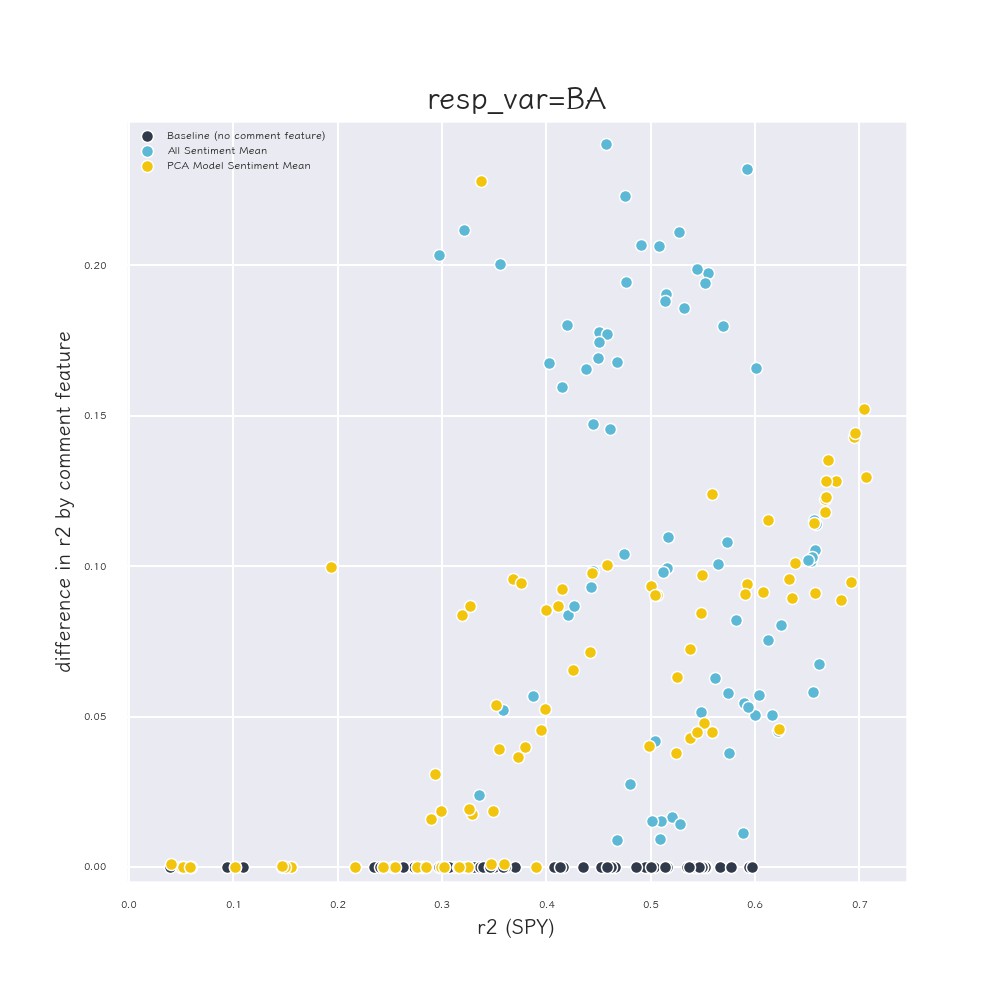 resp_var=BA
Baseline (no comment feature)
All Sentiment Mean
PCA Model Sentiment Mean
difference in r2 by comment feature
0.20
0.15
0.10
0.05
0.00
0.0 0.1 0.2 0.3 0.4 0.5 0.6 0.7
r2 (SPY)